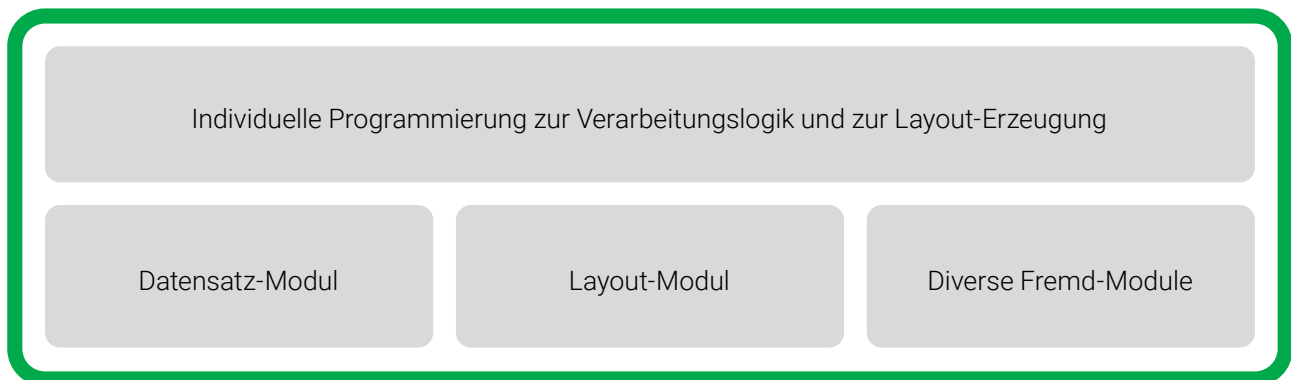 Individuelle Programmierung zur Verarbeitungslogik und zur Layout-Erzeugung
Datensatz-Modul
Layout-Modul
Diverse Fremd-Module